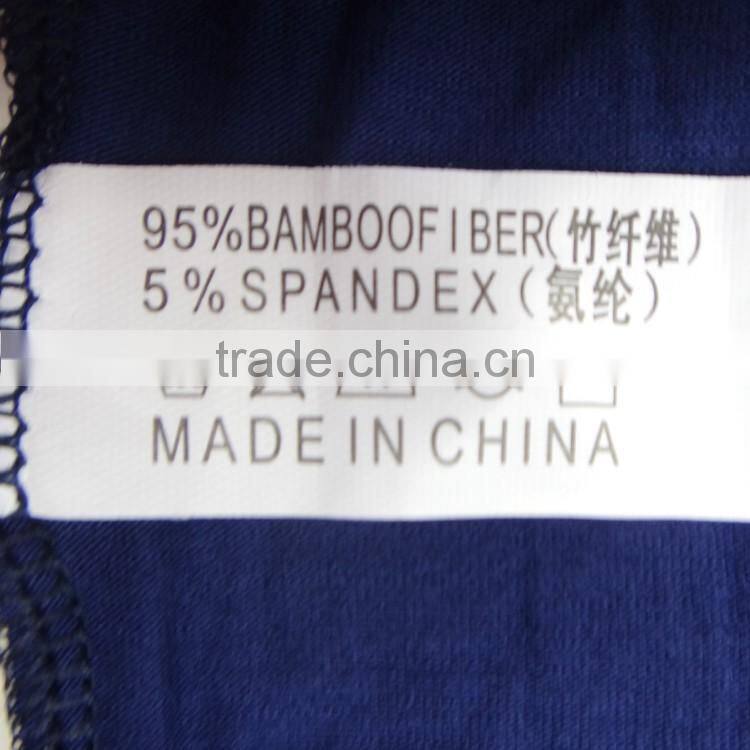 95%BAMBOOFIBER(竹纤维)
5%SPANDEX(氨纶)
trade.china.cn
MADE IN CHINA